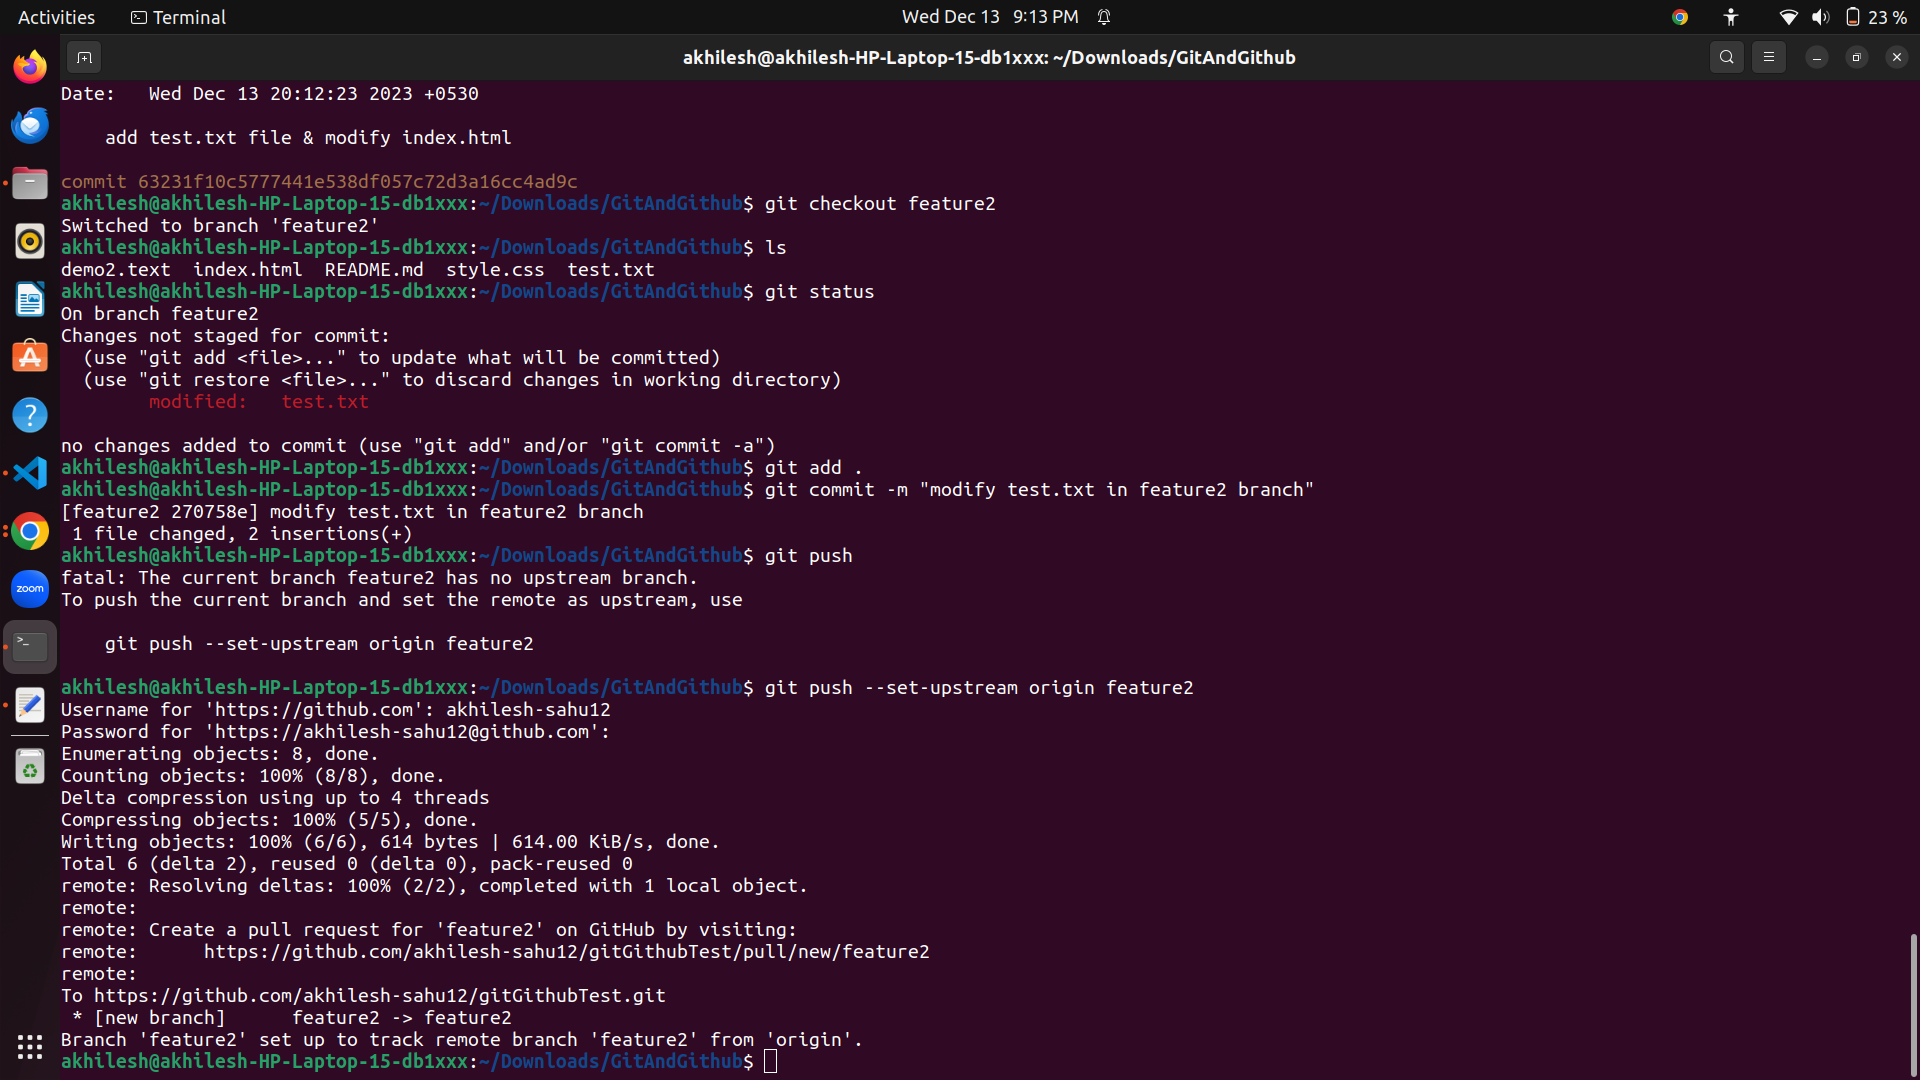 Activities
Terminal
Wed Dec 13 9:13 PM
23 %
akhilesh@akhilesh-HP-Laptop-15-db1xxx: ~/Downloads/GitAndGithub
Date:   Wed Dec 13 20:12:23 2023 +0530
    add test.txt file & modify index.html
commit 63231f10c5777441e538df057c72d3a16cc4ad9c
akhilesh@akhilesh-HP-Laptop-15-db1xxx:~/Downloads/GitAndGithub$ git checkout feature2
Switched to branch 'feature2'
akhilesh@akhilesh-HP-Laptop-15-db1xxx:~/Downloads/GitAndGithub$ ls
demo2.text  index.html  README.md  style.css  test.txt
akhilesh@akhilesh-HP-Laptop-15-db1xxx:~/Downloads/GitAndGithub$ git status
On branch feature2
Changes not staged for commit:
  (use "git add <file>..." to update what will be committed)
  (use "git restore <file>..." to discard changes in working directory)
        modified:   test.txt
no changes added to commit (use "git add" and/or "git commit -a")
akhilesh@akhilesh-HP-Laptop-15-db1xxx:~/Downloads/GitAndGithub$ git add .
akhilesh@akhilesh-HP-Laptop-15-db1xxx:~/Downloads/GitAndGithub$ git commit -m "modify test.txt in feature2 branch"
[feature2 270758e] modify test.txt in feature2 branch
 1 file changed, 2 insertions(+)
akhilesh@akhilesh-HP-Laptop-15-db1xxx:~/Downloads/GitAndGithub$ git push
fatal: The current branch feature2 has no upstream branch.
To push the current branch and set the remote as upstream, use
    git push --set-upstream origin feature2
akhilesh@akhilesh-HP-Laptop-15-db1xxx:~/Downloads/GitAndGithub$ git push --set-upstream origin feature2
Username for 'https://github.com': akhilesh-sahu12
Password for 'https://akhilesh-sahu12@github.com':
Enumerating objects: 8, done.
Counting objects: 100% (8/8), done.
Delta compression using up to 4 threads
Compressing objects: 100% (5/5), done.
Writing objects: 100% (6/6), 614 bytes | 614.00 KiB/s, done.
Total 6 (delta 2), reused 0 (delta 0), pack-reused 0
remote: Resolving deltas: 100% (2/2), completed with 1 local object.
remote:
remote: Create a pull request for 'feature2' on GitHub by visiting:
remote:      https://github.com/akhilesh-sahu12/gitGithubTest/pull/new/feature2
remote:
To https://github.com/akhilesh-sahu12/gitGithubTest.git
 * [new branch]      feature2 -> feature2
Branch 'feature2' set up to track remote branch 'feature2' from 'origin'.
akhilesh@akhilesh-HP-Laptop-15-db1xxx:~/Downloads/GitAndGithub$
zoom